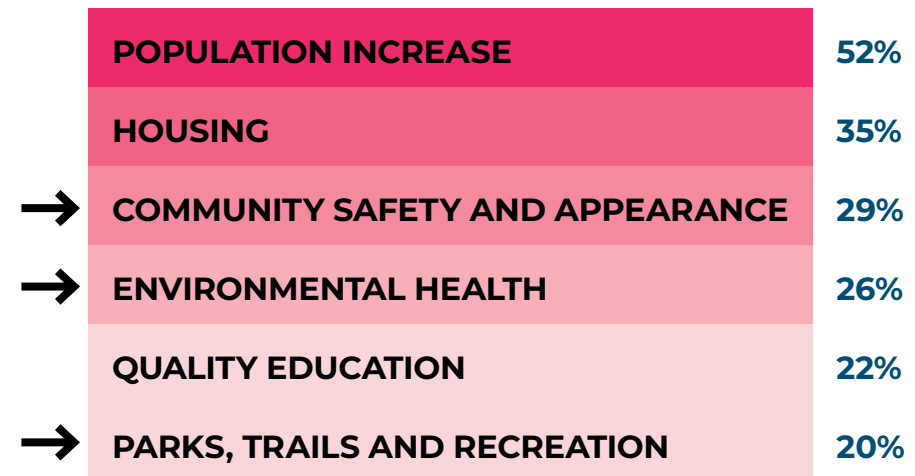 POPULATION INCREASE 52%
HOUSING 35%
COMMUNITY SAFETY AND APPEARANCE 29%
ENVIRONMENTAL HEALTH 26%
QUALITY EDUCATION 22%
PARKS, TRAILS AND RECREATION 20%